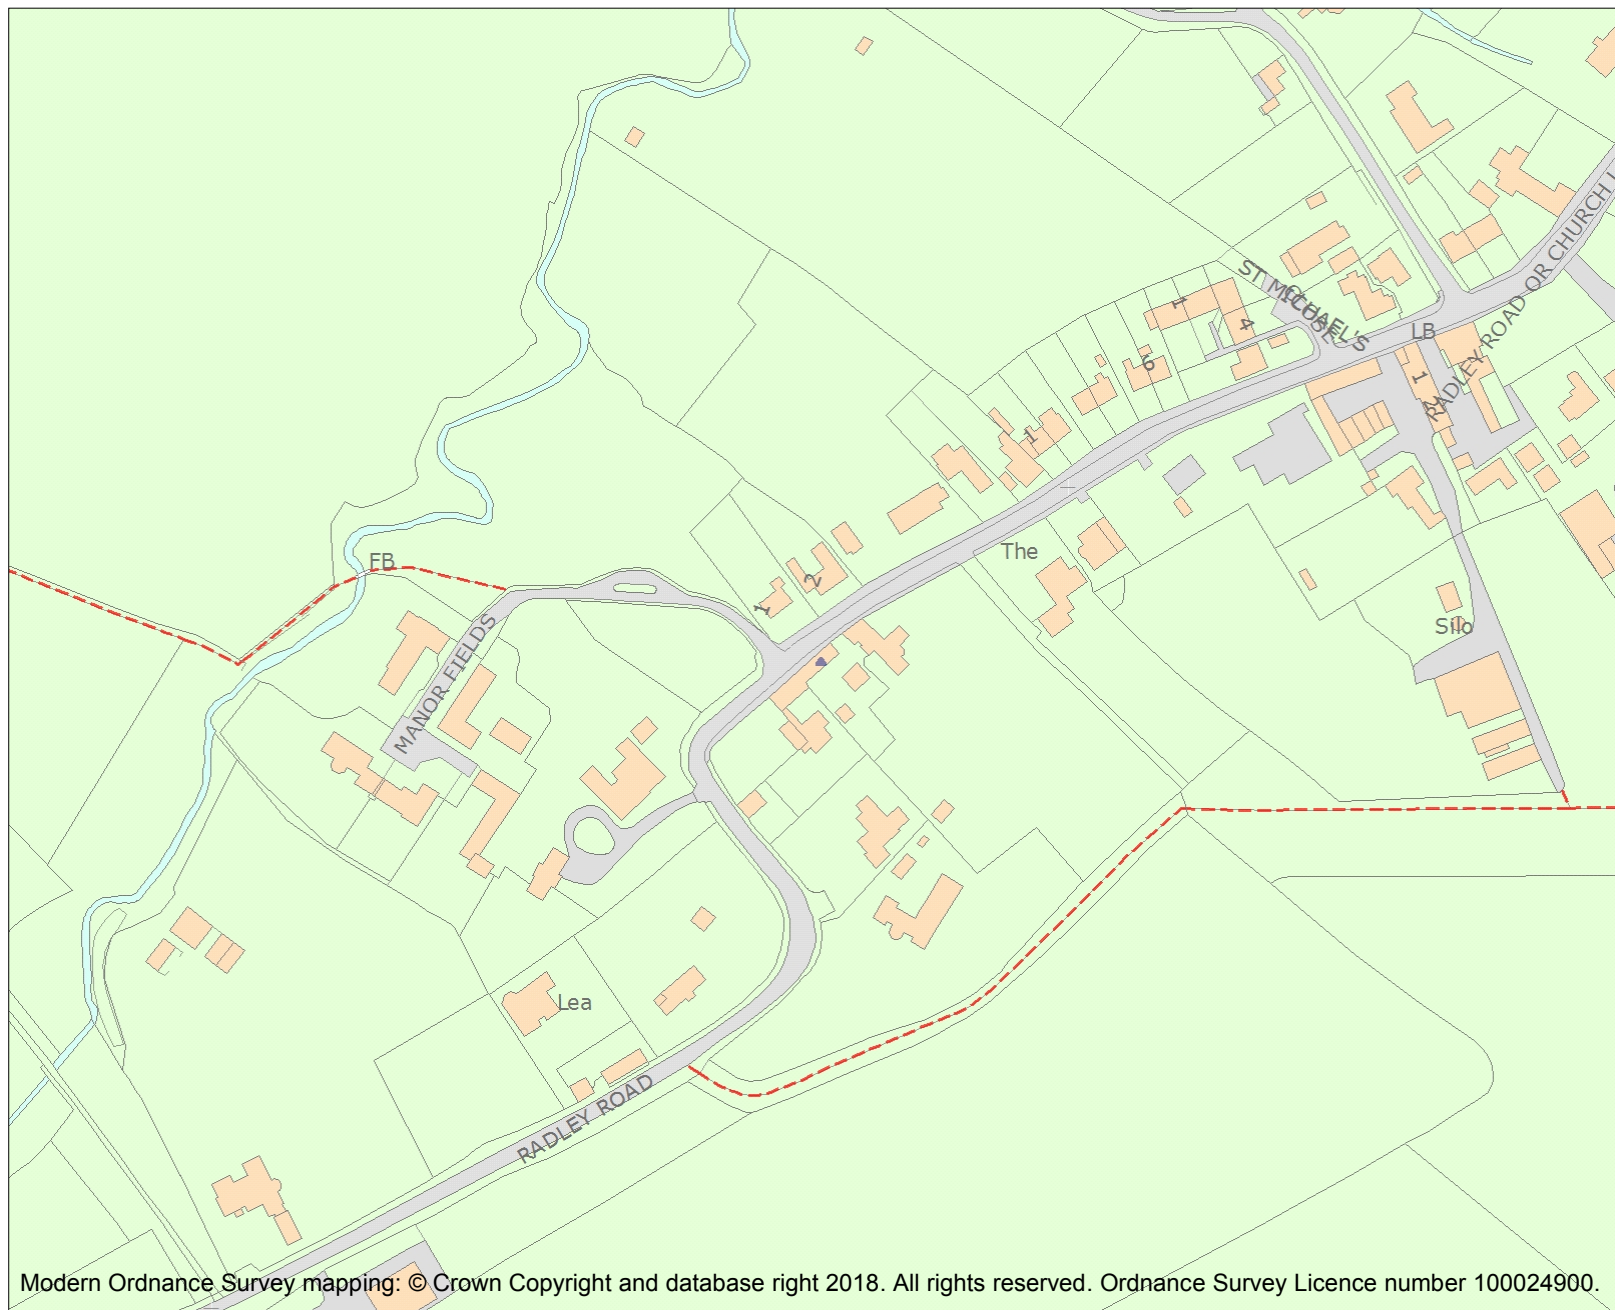 ST MICHAEL'S
CLOSE
RADLEY ROAD OR CHURCH
LB
1
4
6
1
1
2
The
2
1
FB
MANOR FIELDS
Silo
Lea
RADLEY ROAD
Modern Ordnance Survey mapping: © Crown Copyright and database right 2018. All rights reserved. Ordnance Survey Licence number 100024900.